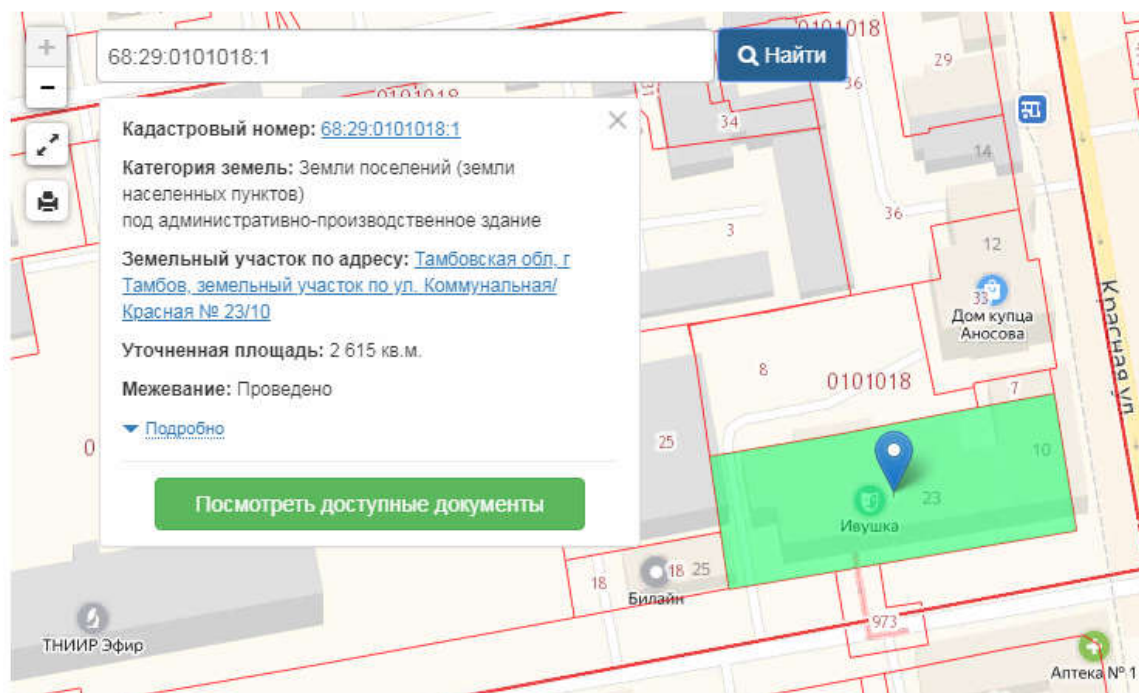 +
68:29:0101018:1
Найти
−
Кадастровый номер: 68:29:0101018:1
Категория земель: Земли поселений (земли
населенных пунктов)
под административно-производственное здание
Земельный участок по адресу: Тамбовская обл, г
Тамбов, земельный участок по ул. Коммунальная/
Красная № 23/10
Уточненная площадь: 2 615 кв.м.
Межевание: Проведено
Подробно
Посмотреть доступные документы
0101018
36
29
34
14
36
3
12
33
Дом купца
Аносова
Красная ул
8
0101018
7
25
10
23
Ивушка
0
18
18
25
Билайн
973
ТНИИР Эфир
Аптека № 1